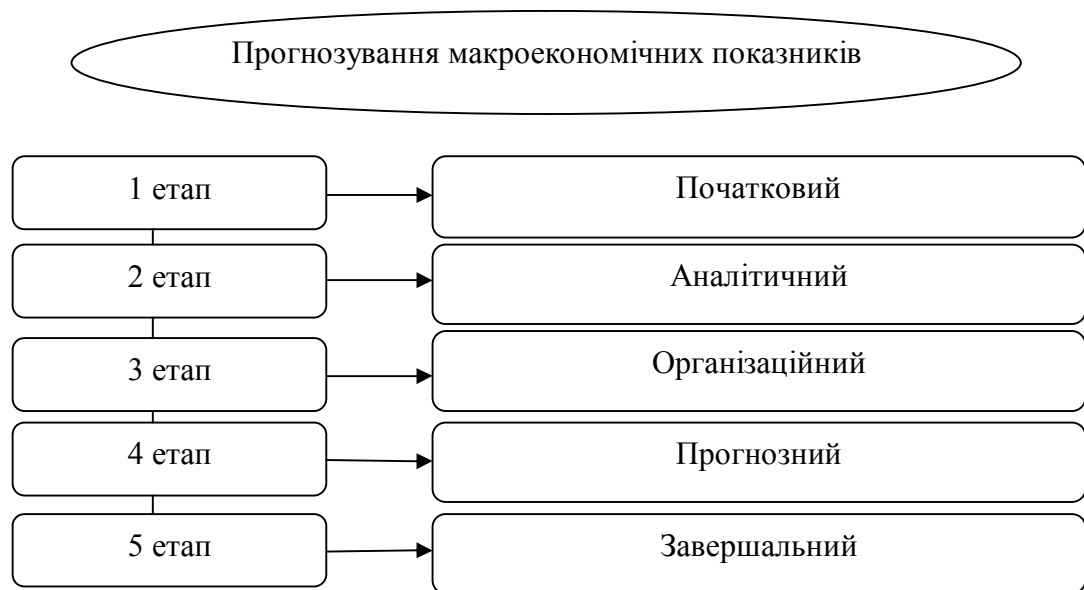 Прогнозування макроекономічних показників
1 етап
Початковий
2 етап
Аналітичний
3 етап
Організаційний
4 етап
Прогнозний
5 етап
Завершальний